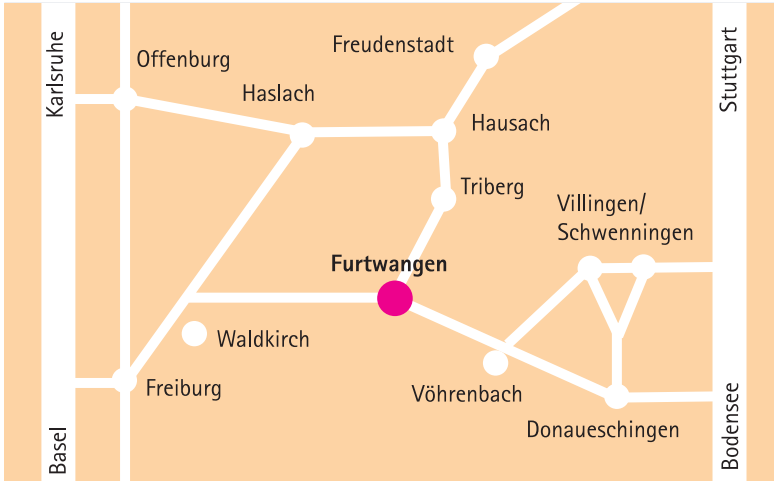 Karlsruhe
Offenburg
Freudenstadt
Stuttgart
Haslach
Hausach
Triberg
Villingen/
Schwenningen
Furtwangen
Waldkirch
Freiburg
Vöhrenbach
Donaueschingen
Basel
Bodensee